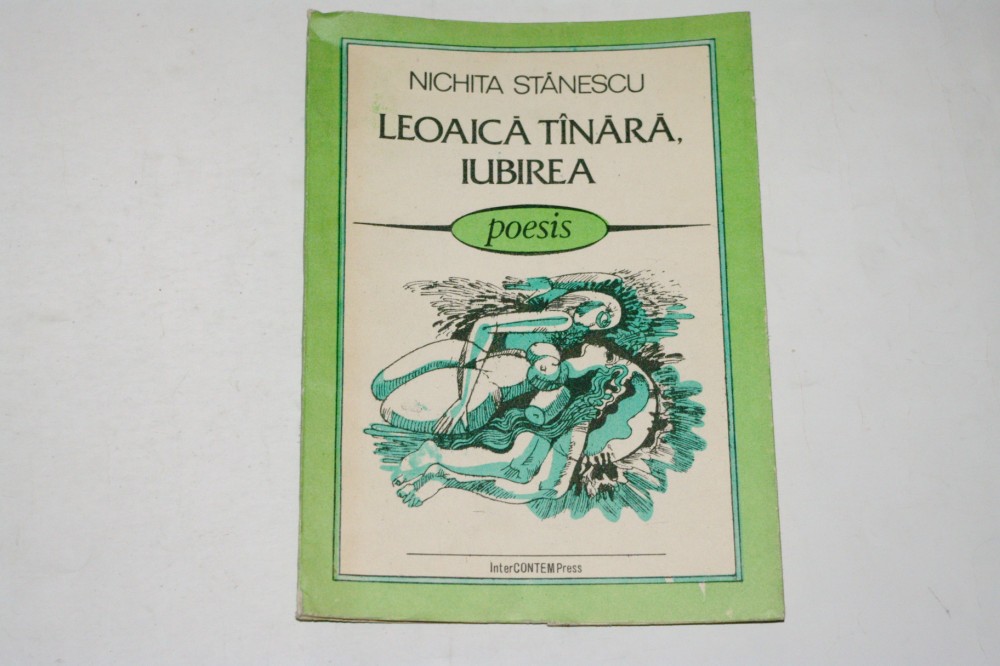 NICHITA STĂNESCU
LEOAICĂ TÎNĂRĂ,
IUBIREA
poesis
InterCONTEMPress